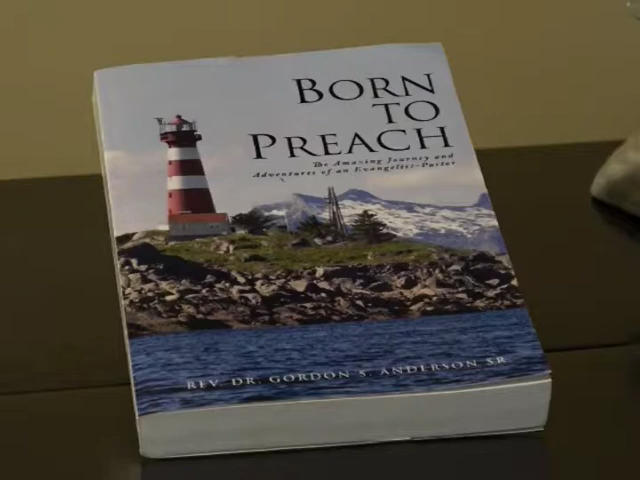 BORN
TO
PREACH
The Amazing Journey and
Adventures of an Evangelist-Pastor
REV. DR. GORDON S. ANDERSON SR.